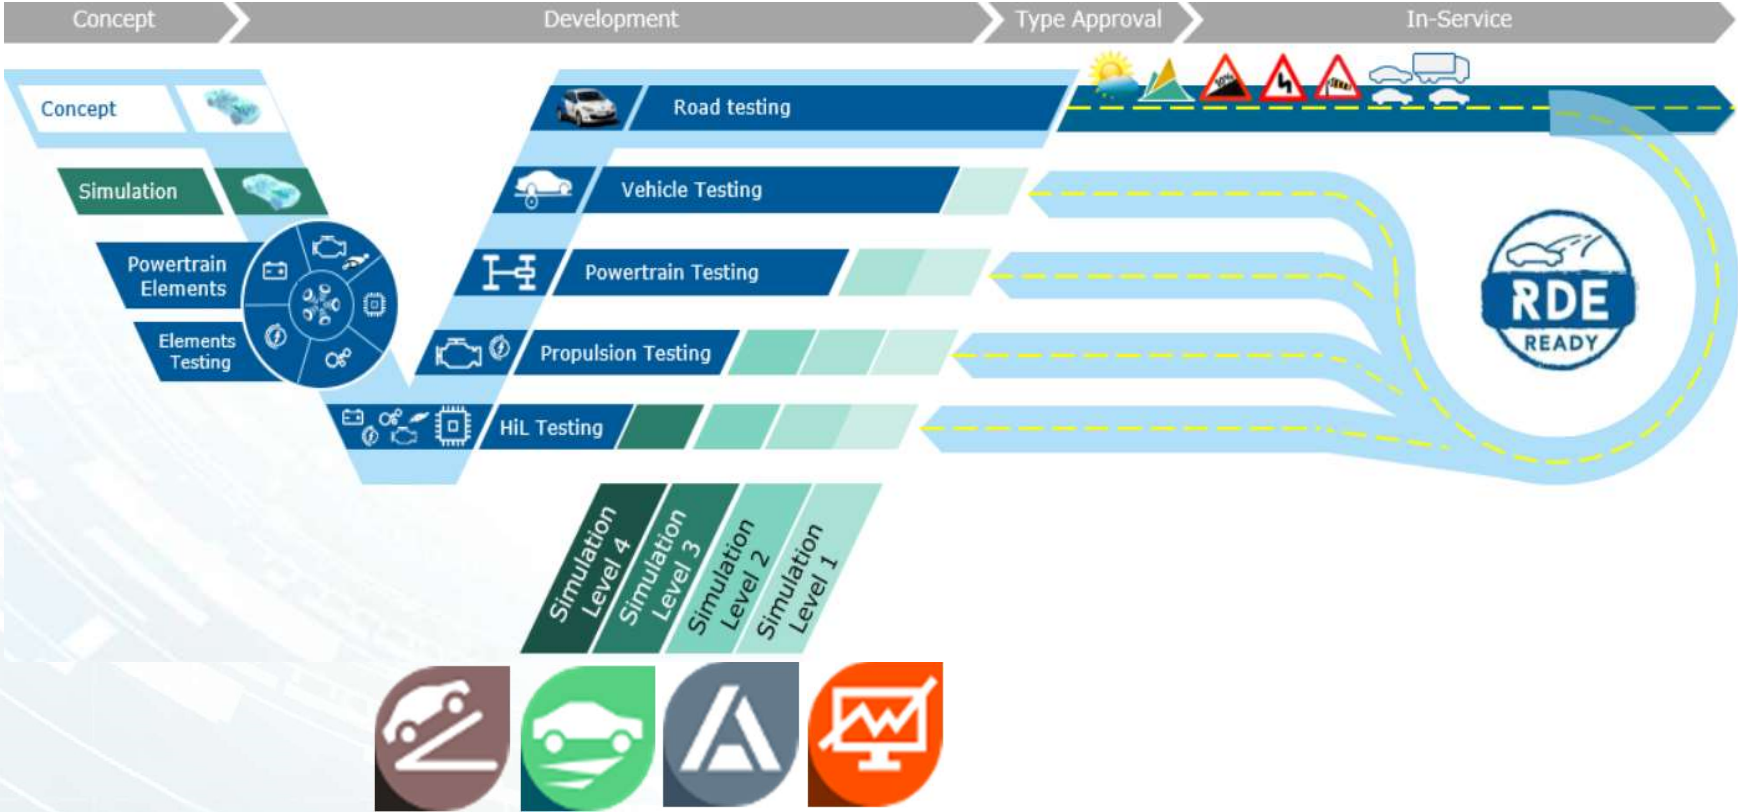 Concept
Development
Type Approval
In-Service
Concept
Road testing
Simulation
Vehicle Testing
Powertrain
Elements
Powertrain Testing
Elements
Testing
Propulsion Testing
HiL Testing
RDE
READY
Simulation
Level 4
Simulation
Level 3
Simulation
Level 2
Simulation
Level 1